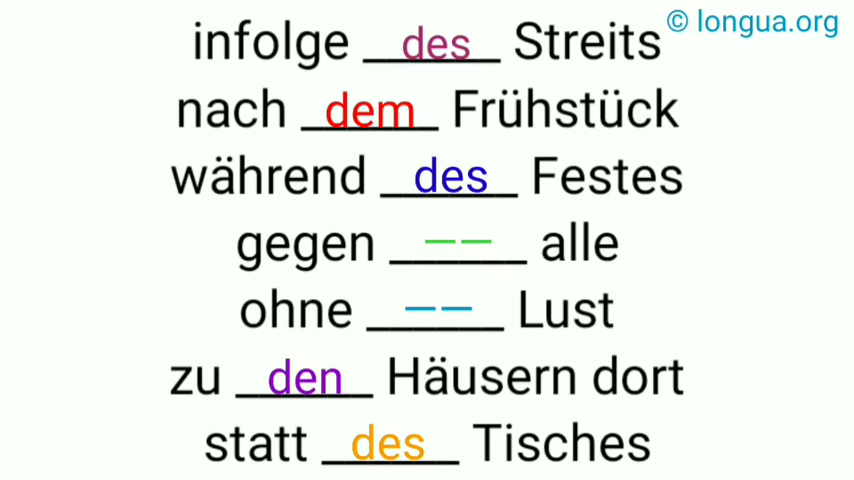 © longua.org
infolge des Streits
nach dem Frühstück
während des Festes
gegen –– alle
ohne –– Lust
zu den Häusern dort
statt des Tisches